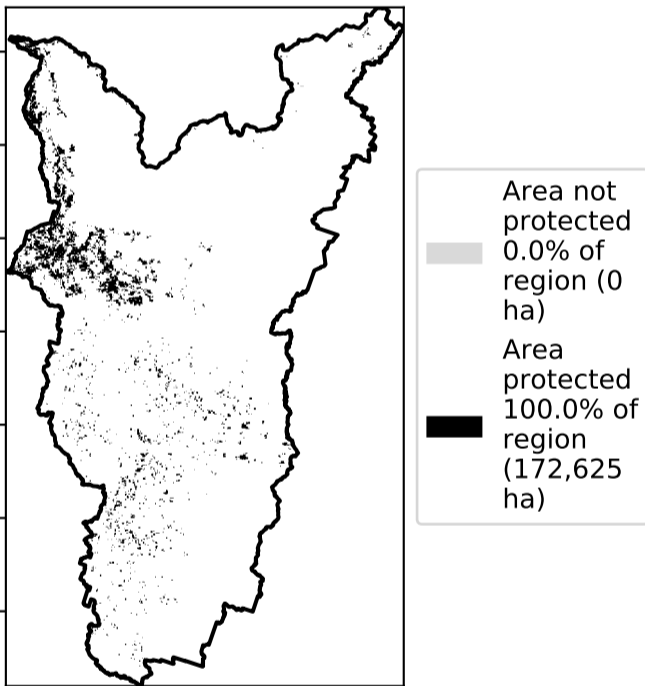 Area not
protected
0.0% of
region (0
ha)
Area
protected
100.0% of
region
(172,625
ha)